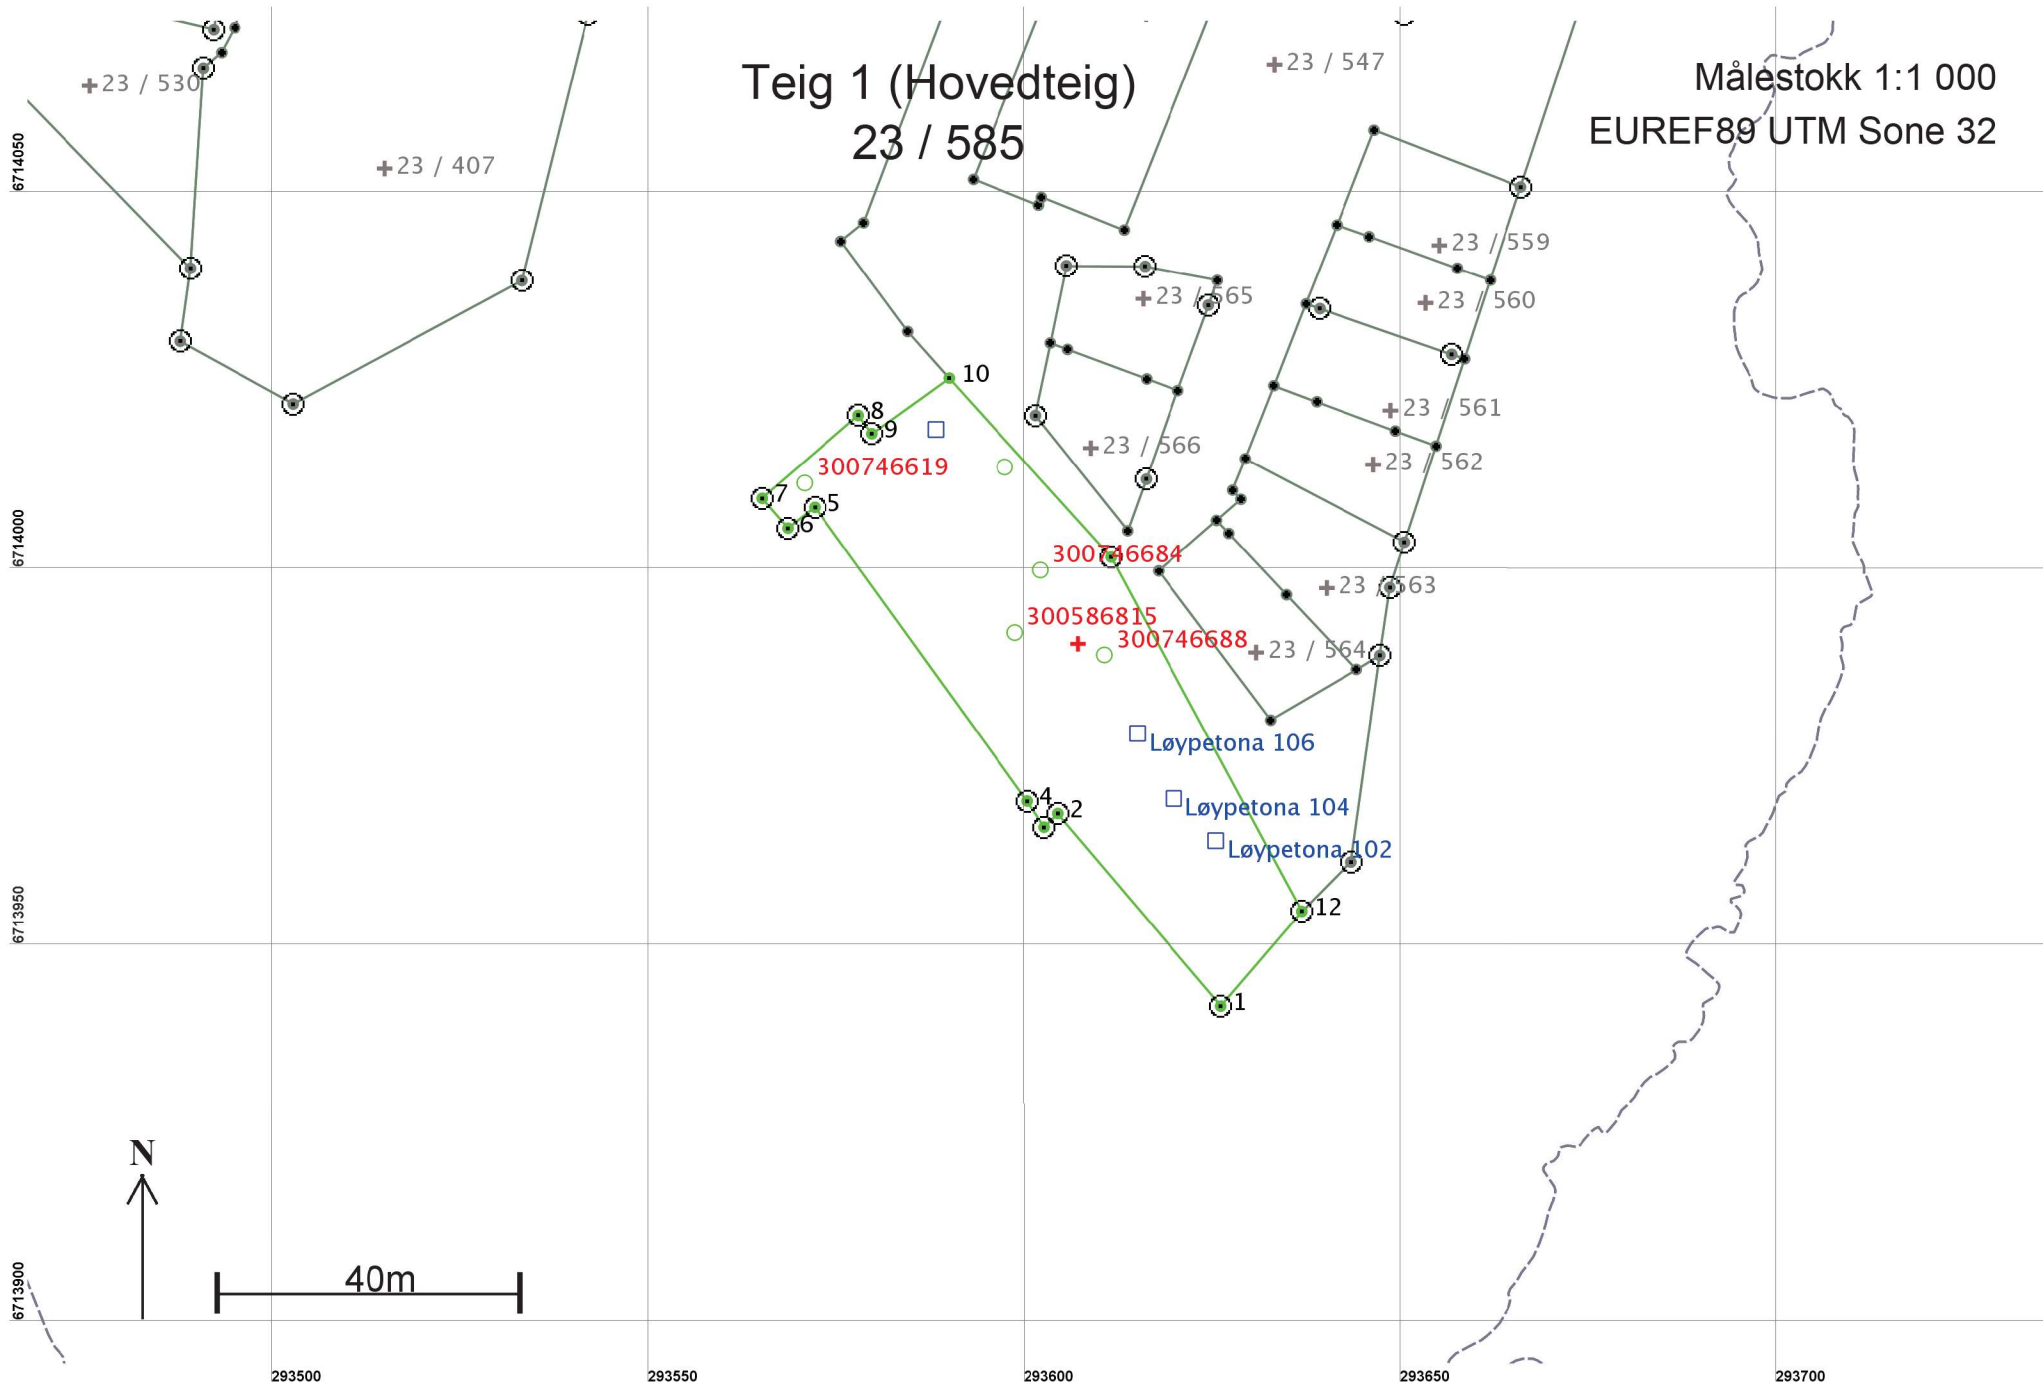 Teig 1 (Hovedteig)
23 / 585
Målestokk 1:1 000
EUREF89 UTM Sone 32
23 / 547
23 / 530
23 / 407
6714050
23 / 559
23 / 565
23 / 560
10
8
9
23 / 561
23 / 566
23 / 562
300746619
7
5
6
6714000
300746684
23 / 563
300586815
300746688
23 / 564
Løypetona 106
4
2
Løypetona 104
Løypetona 102
12
6713950
1
N
40m
6713900
293500
293550
293600
293650
293700